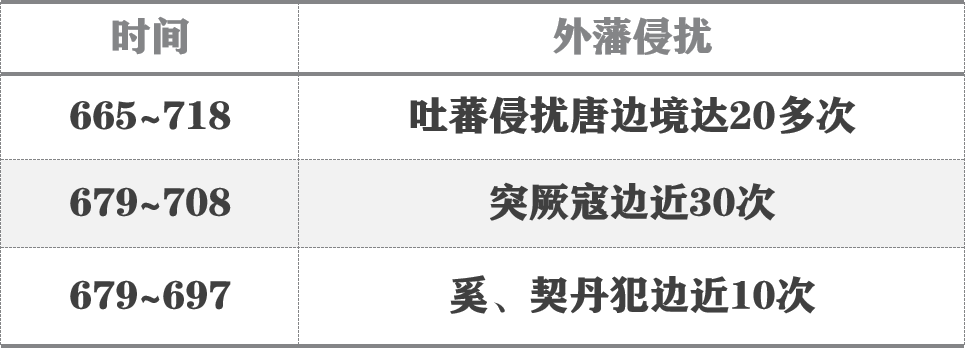 时间 外藩侵扰
665~718 吐蕃侵扰唐边境达20多次
679~708 突厥寇边近30次
679~697 奚、契丹犯边近10次